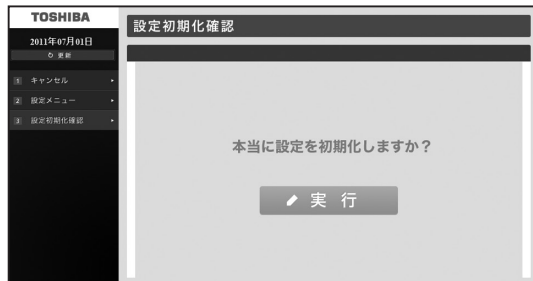 TOSHIBA
2011年07月01日
更新
1 キャンセル
2 設定メニュー
3 設定初期化確認
設定初期化確認
本当に設定を初期化しますか？
実 行